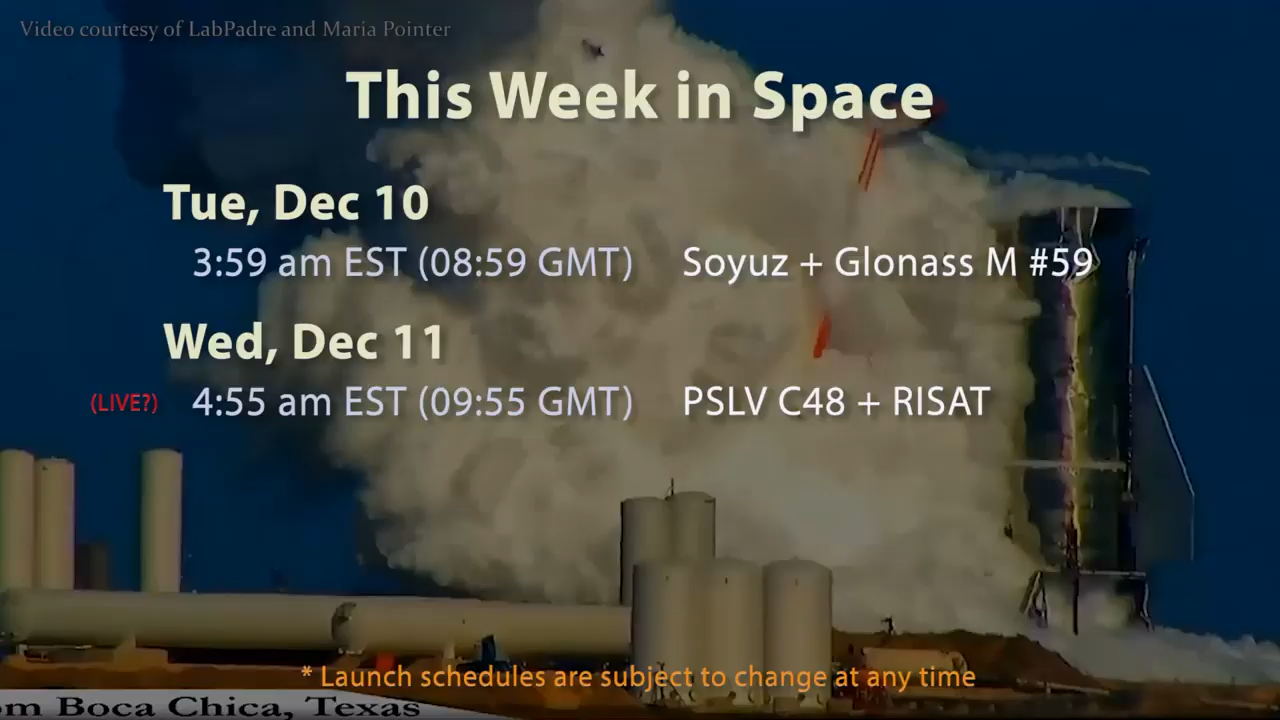 Video courtesy of LabPadre and Maria Pointer
This Week in Space
Tue, Dec 10
3:59 am EST (08:59 GMT) Soyuz + Glonass M #59
Wed, Dec 11
(LIVE?) 4:55 am EST (09:55 GMT) PSLV C48 + RISAT
* Launch schedules are subject to change at any time
Boca Chica, Texas